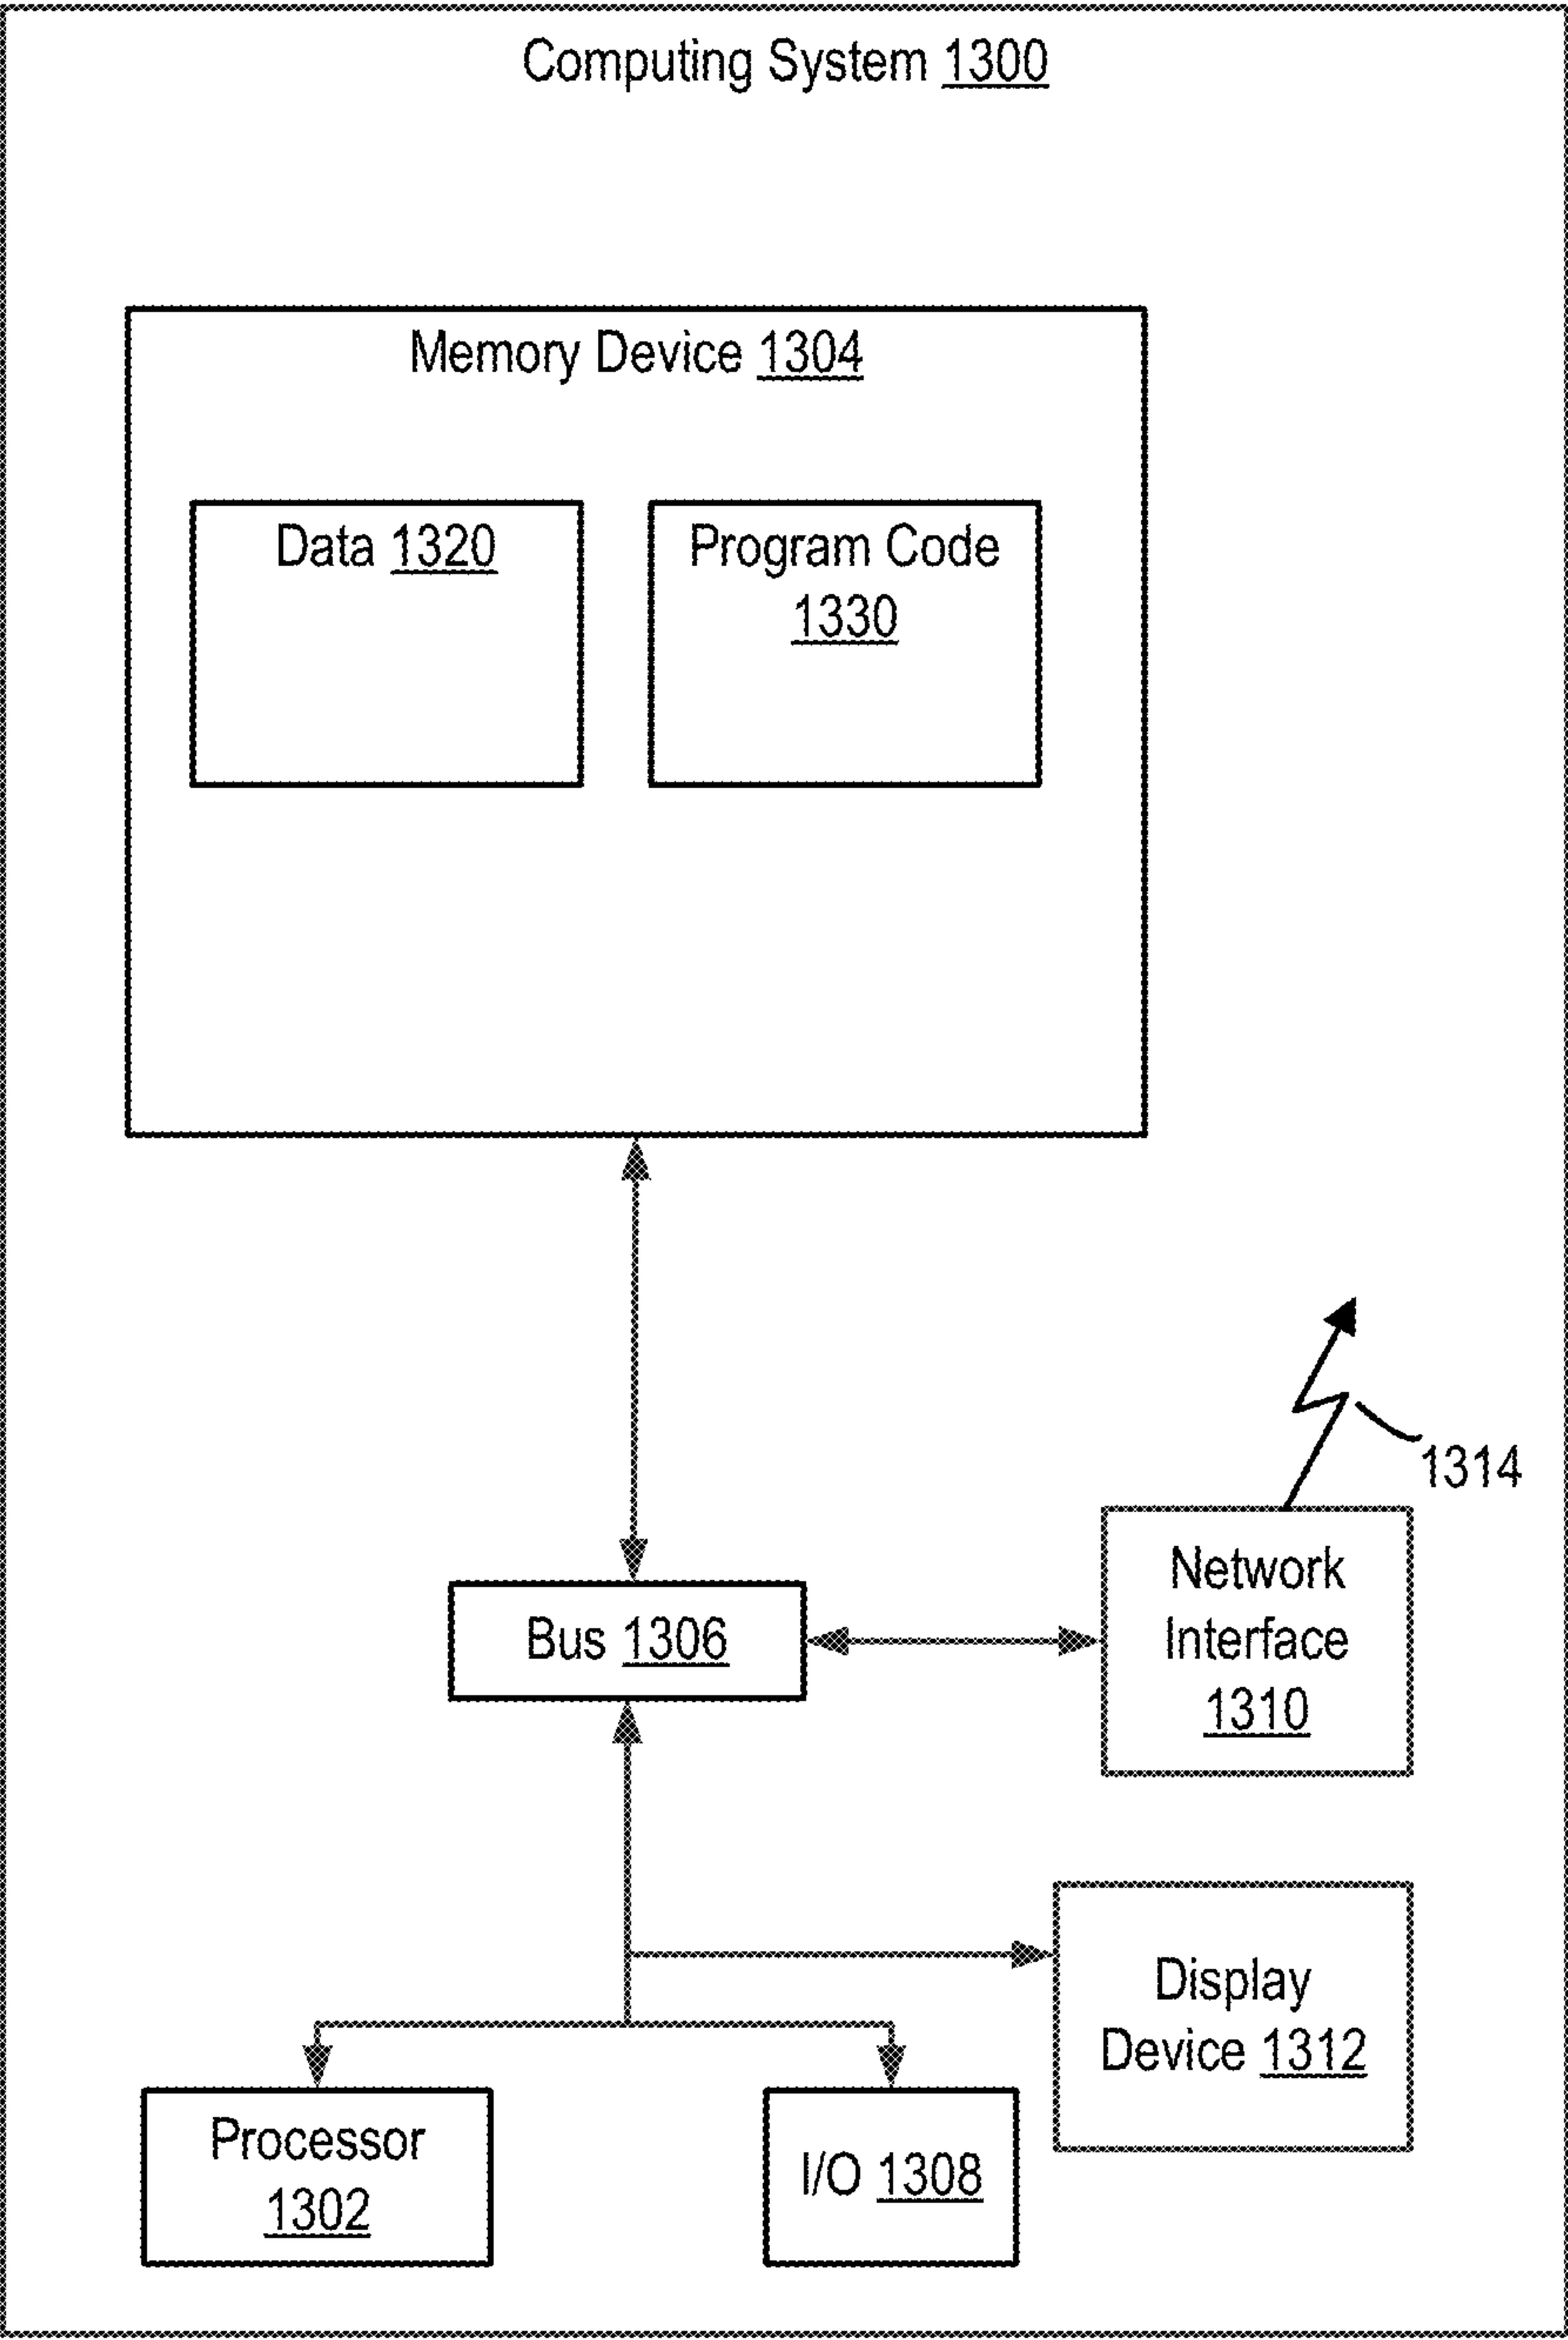 Computing System 1300
Memory Device 1304
Data 1320
Program Code
1330
1314
Network
Interface
1310
Bus 1306
Display
Device 1312
Processor
1302
I/O 1308